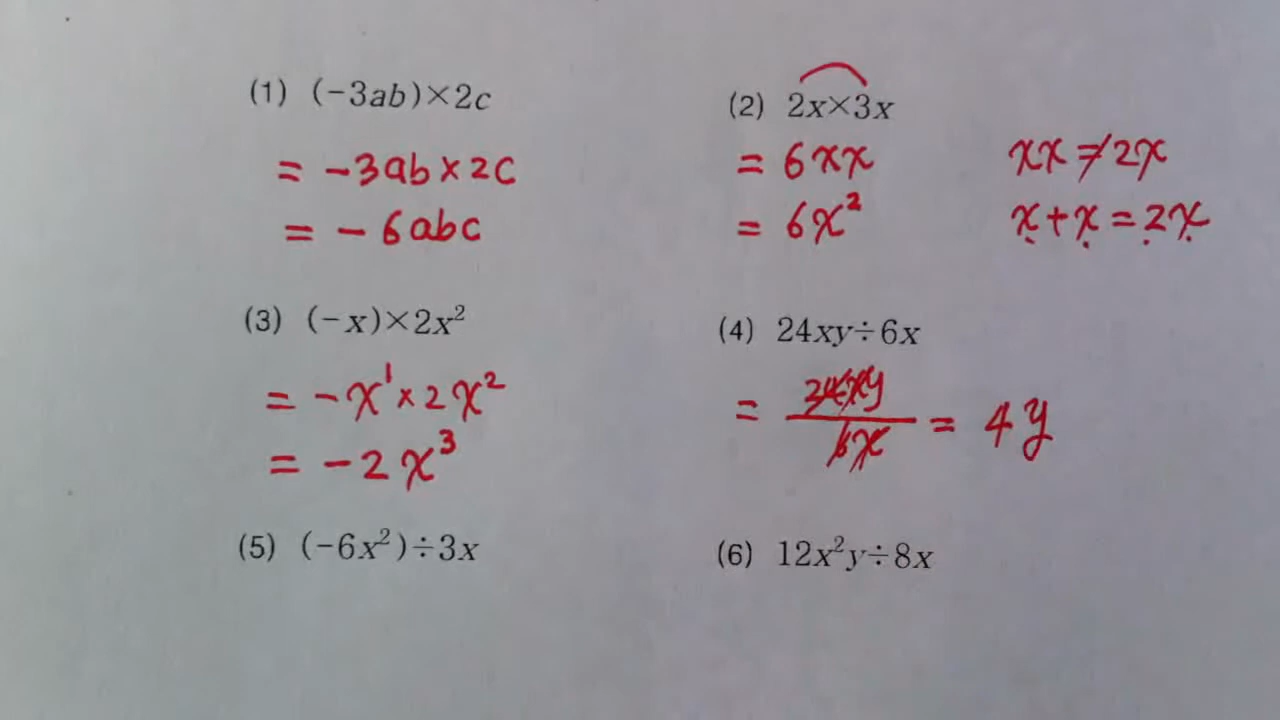 (1) (-3ab)×2c
= -3ab×2c
= -6abc
(2) 2x×3x
= 6xx
= 6x²
xx≠2x
x+x=2x
(3) (-x)×2x²
= -x¹×2x²
= -2x³
(4) 24xy÷6x
= 24xy/6x = 4y
(5) (-6x²)÷3x
(6) 12x²y÷8x